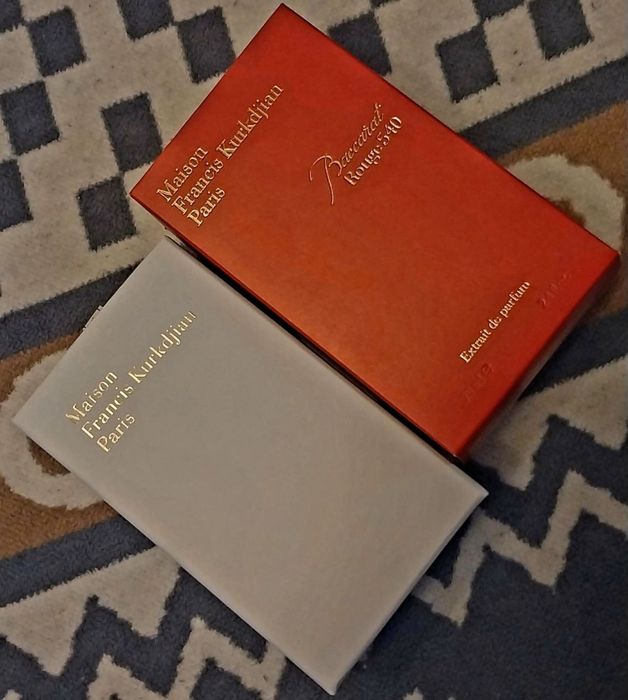 Maison
Francis Kurkdjian
Paris
Baccarat
Rouge 540
Extrait de parfum
Maison
Francis Kurkdjian
Paris